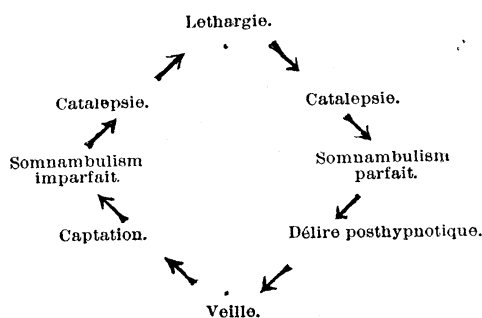 Lethargie.
Catalepsie.
Catalepsie.
Somnambulism
imparfait.
Somnambulism
parfait.
Captation.
Délire posthypnotique.
Veille.